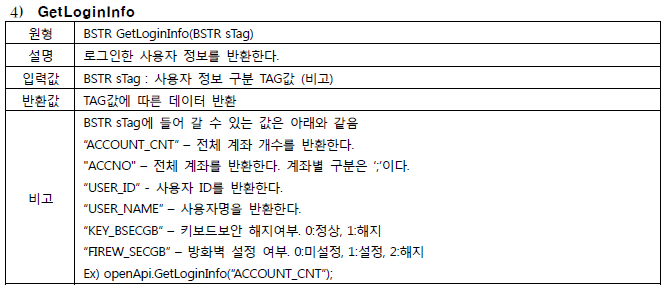 4) GetLoginInfo
원형 BSTR GetLoginInfo(BSTR sTag)
설명 로그인한 사용자 정보를 반환한다.
입력값 BSTR sTag : 사용자 정보 구분 TAG값 (비고)
반환값 TAG값에 따른 데이터 반환
BSTR sTag에 들어 갈 수 있는 값은 아래와 같음
“ACCOUNT_CNT” – 전체 계좌 개수를 반환한다.
"ACCNO" – 전체 계좌를 반환한다. 계좌별 구분은 ‘;’이다.
“USER_ID” - 사용자 ID를 반환한다.
비고 “USER_NAME” – 사용자명을 반환한다.
“KEY_BSECGB” – 키보드보안 해지여부. 0:정상, 1:해지
“FIREW_SECGB” – 방화벽 설정 여부. 0:미설정, 1:설정, 2:해지
Ex) openApi.GetLoginInfo(“ACCOUNT_CNT”);